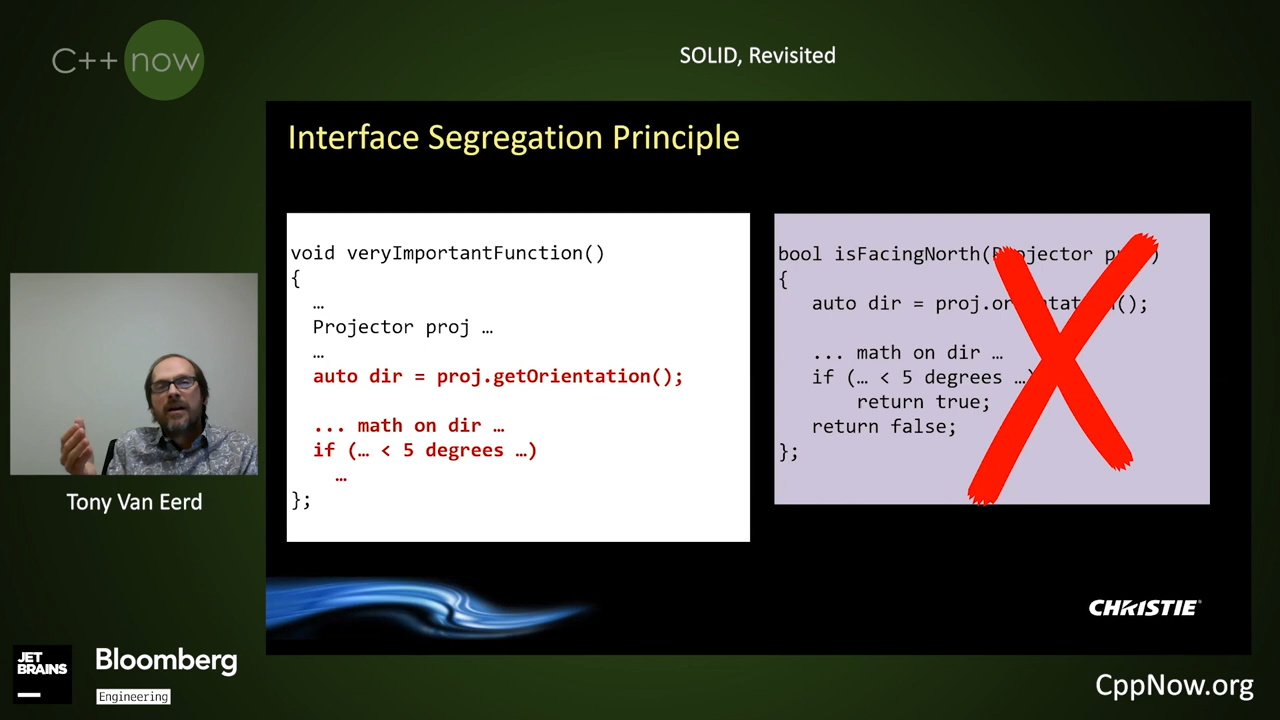 C++ now
SOLID, Revisited
Interface Segregation Principle
void veryImportantFunction()
{
…
Projector proj …
…
auto dir = proj.getOrientation();
... math on dir …
if (… < 5 degrees …)
…
};
bool isFacingNorth(Projector
{
auto dir = proj.orientation();
... math on dir …
if (… < 5 degrees …)
return true;
return false;
};
Tony Van Eerd
CHRISTIE
JET
BRAINS
Bloomberg
Engineering
CppNow.org